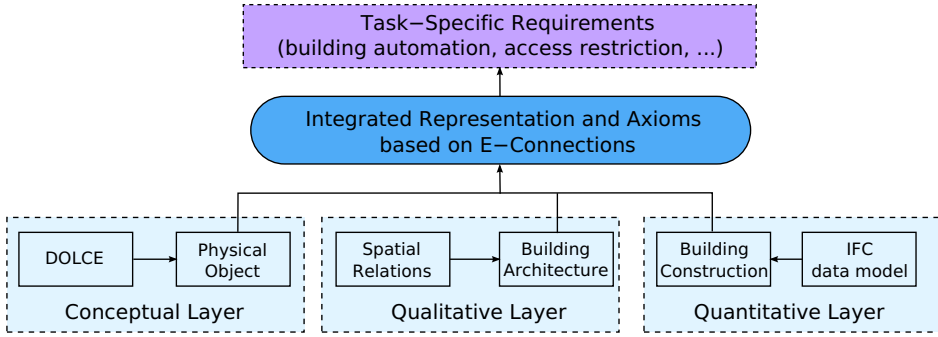 Task−Specific Requirements
(building automation, access restriction, ...)
Integrated Representation and Axioms
based on E−Connections
DOLCE
Physical
Object
Conceptual Layer
Spatial
Relations
Building
Architecture
Qualitative Layer
Building
Construction
IFC
data model
Quantitative Layer